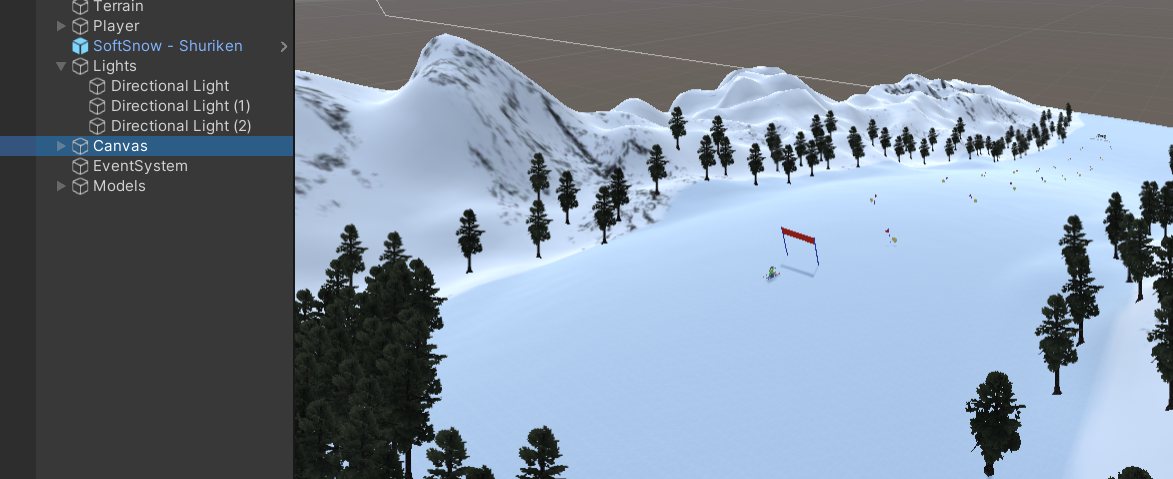 Terrain
Player
SoftSnow - Shuriken
Lights
Directional Light
Directional Light (1)
Directional Light (2)
Canvas
EventSystem
Models